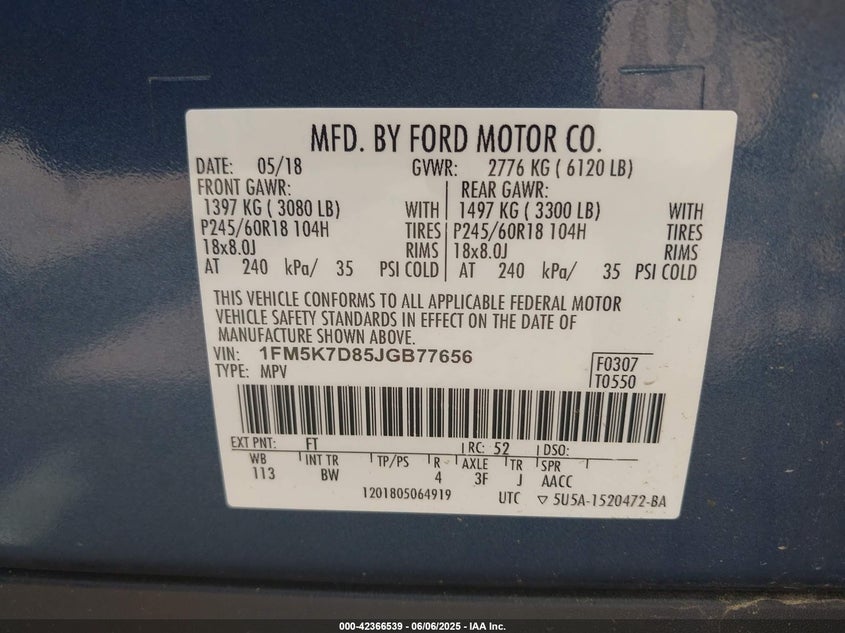 MFD. BY FORD MOTOR CO.
DATE: 05/18 GVWR: 2776 KG ( 6120 LB)
FRONT GAWR: REAR GAWR:
1397 KG ( 3080 LB) WITH 1497 KG ( 3300 LB) WITH
P245/60R18 104H TIRES P245/60R18 104H TIRES
18x8.0J RIMS 18x8.0J RIMS
AT 240 kPa/ 35 PSI COLD AT 240 kPa/ 35 PSI COLD
THIS VEHICLE CONFORMS TO ALL APPLICABLE FEDERAL MOTOR
VEHICLE SAFETY STANDARDS IN EFFECT ON THE DATE OF
MANUFACTURE SHOWN ABOVE.
VIN: 1FM5K7D85JGB77656 F0307
TYPE: MPV T0550
EXT PNT: FT RC: 52 DSO:
WB INT TR TP/PS R AXLE TR SPR
113 BW 4 3F J AACC
1201805064919 UTC ▽ 5U5A-1520472-BA
000-42366539 - 06/06/2025 - IAA Inc.